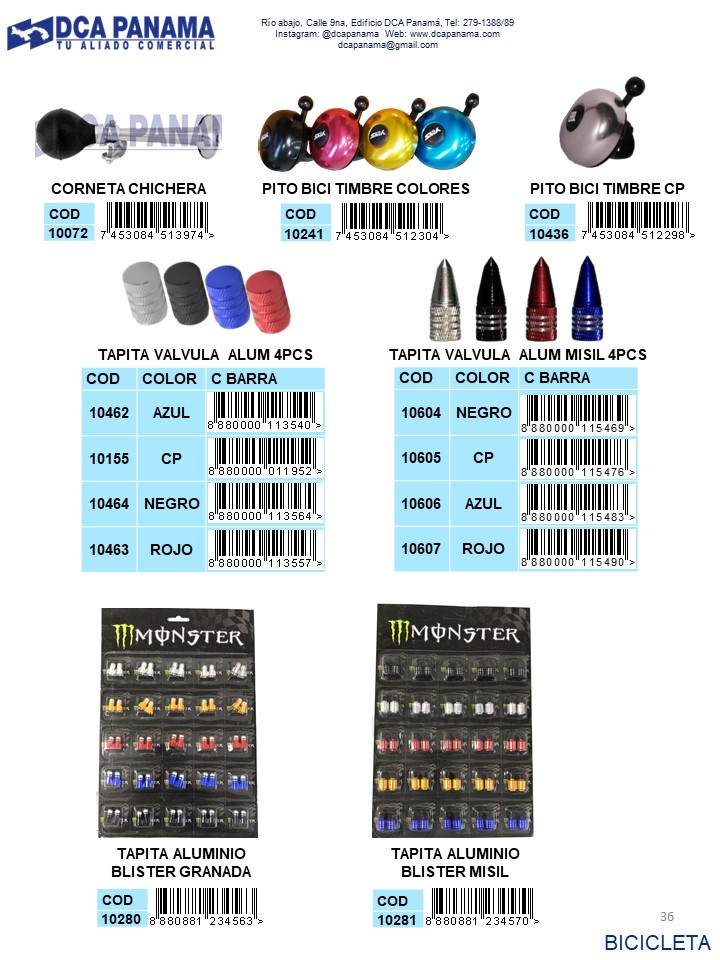 DCA PANAMA
TU ALIADO COMERCIAL
Río abajo, Calle 9na, Edificio DCA Panamá, Tel: 279-1388/89
Instagram: @dcapanama Web: www.dcapanama.com
dcapanama@gmail.com
DCA PANAM
CORNETA CHICHERA
COD
10072
7 453084 513974 >
PITO BICI TIMBRE COLORES
COD
10241
7 453084 512304 >
PITO BICI TIMBRE CP
COD
10436
7 453084 512298 >
TAPITA VALVULA ALUM 4PCS
COD COLOR C BARRA
10462 AZUL 8 880000 113540 >
10155 CP 8 880000 011952 >
10464 NEGRO 8 880000 113564 >
10463 ROJO 8 880000 113557 >
TAPITA VALVULA ALUM MISIL 4PCS
COD COLOR C BARRA
10604 NEGRO 8 880000 115469 >
10605 CP 8 880000 115476 >
10606 AZUL 8 880000 115483 >
10607 ROJO 8 880000 115490 >
MONSTER
MONSTER
TAPITA ALUMINIO
BLISTER GRANADA
COD
10280
8 880881 234563 >
TAPITA ALUMINIO
BLISTER MISIL
COD
10281
8 880881 234570 >
36
BICICLETA